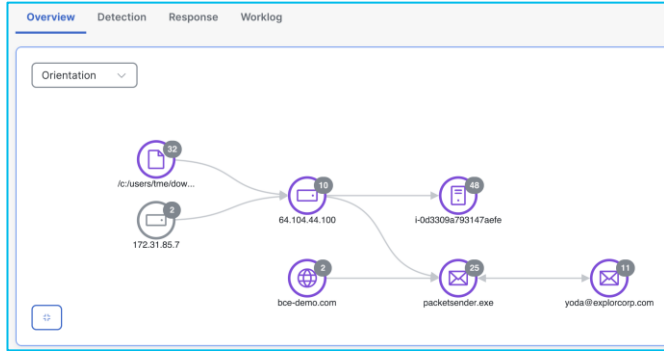 Overview Detection Response Worklog
Orientation
32
/c:/users/tme/dow...
2
172.31.85.7
10
64.104.44.100
48
i-0d3309a793147aefe
2
bce-demo.com
25
packetsender.exe
11
yoda@explorcorp.com